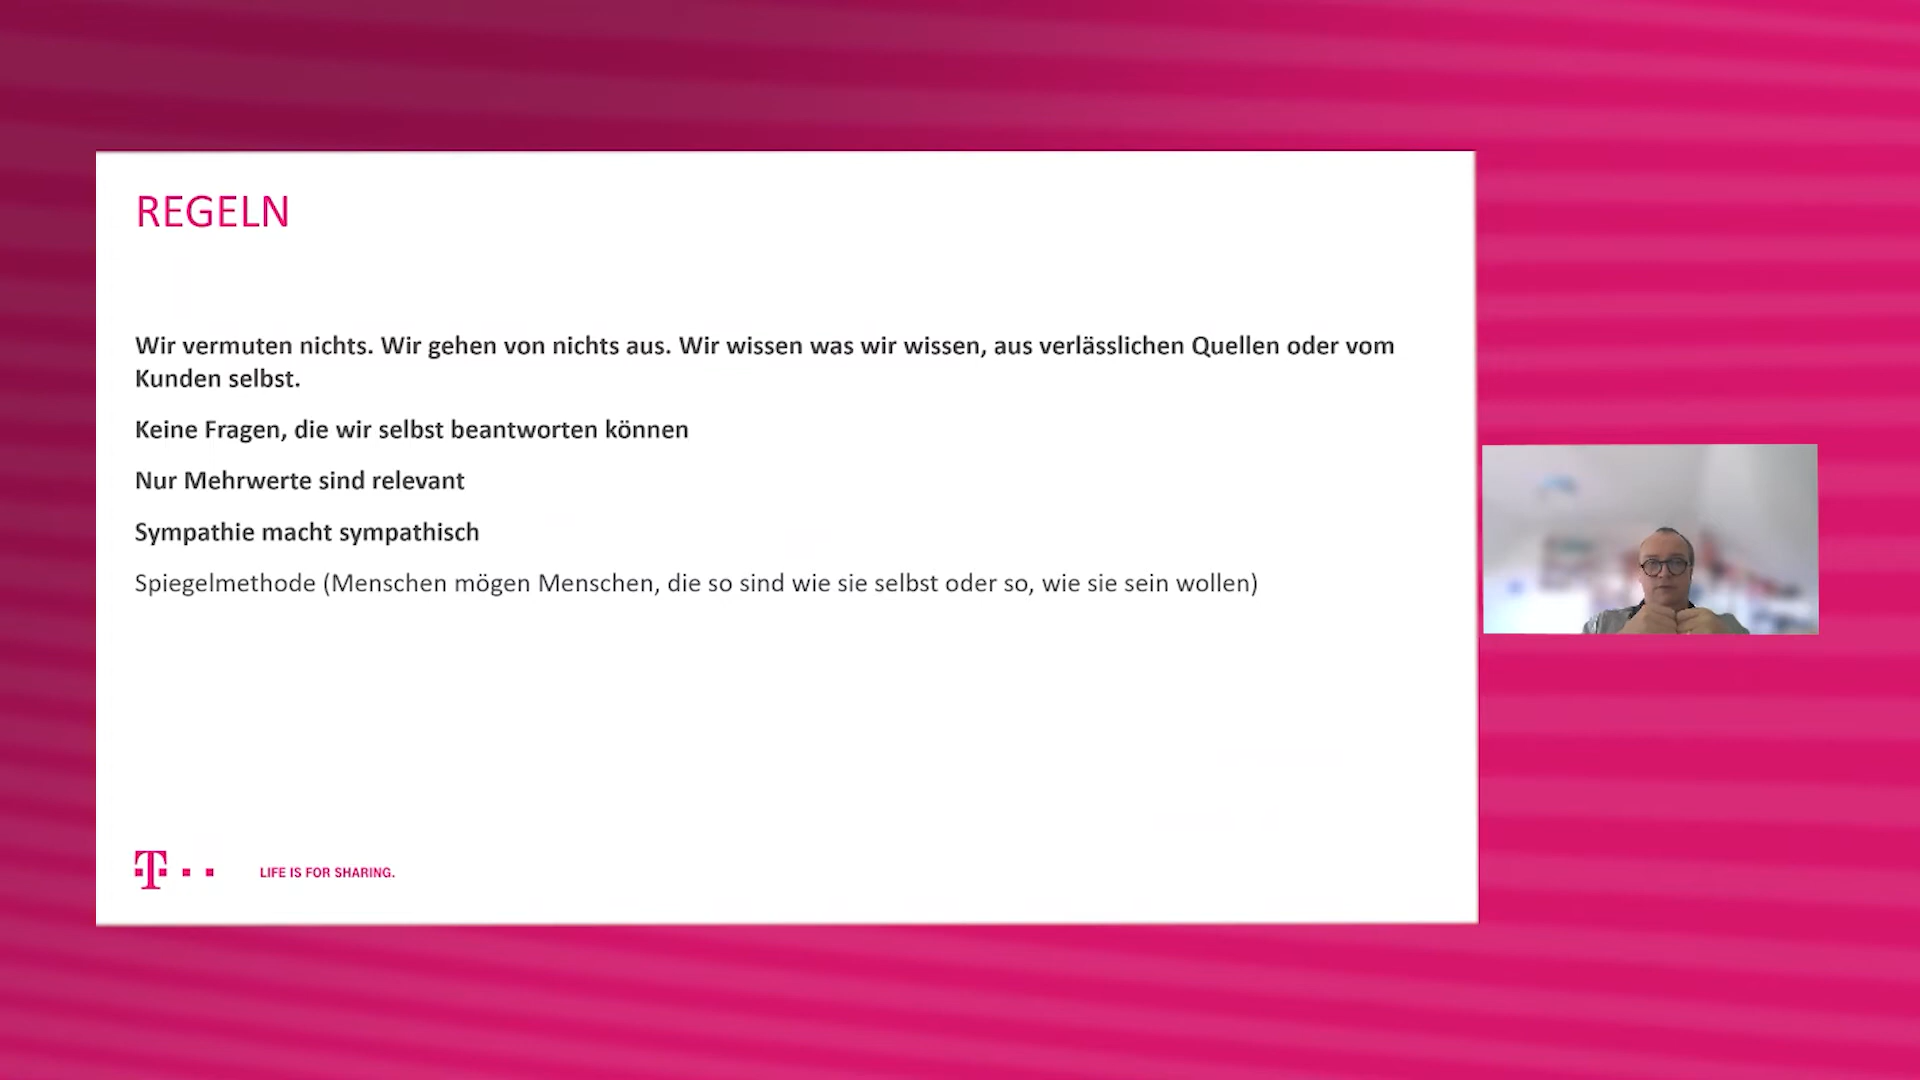 REGELN
Wir vermuten nichts. Wir gehen von nichts aus. Wir wissen was wir wissen, aus verlässlichen Quellen oder vom
Kunden selbst.
Keine Fragen, die wir selbst beantworten können
Nur Mehrwerte sind relevant
Sympathie macht sympathisch
Spiegelmethode (Menschen mögen Menschen, die so sind wie sie selbst oder so, wie sie sein wollen)
T
LIFE IS FOR SHARING.